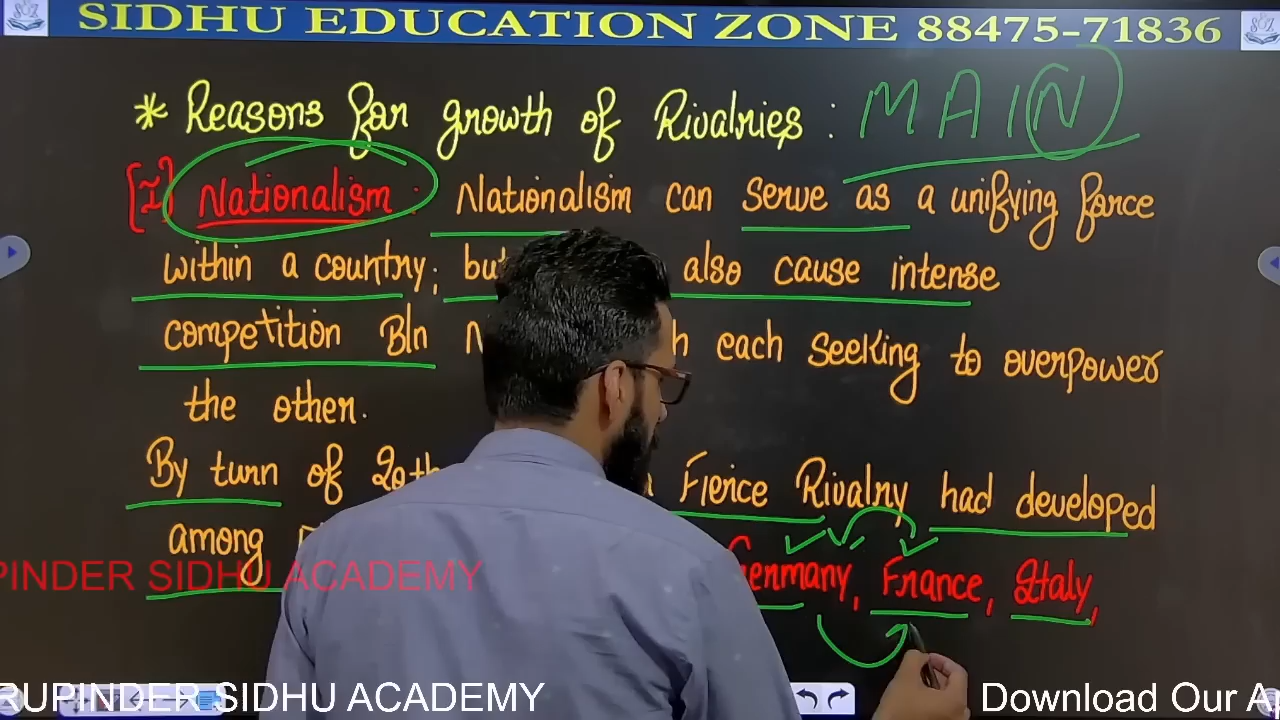 SIDHU EDUCATION ZONE 88475-71836
* Reasons for growth of Rivalries : MAIN
[I] Nationalism : Nationalism can serve as a unifying force
within a country; but also cause intense
competition B/n each seeking to overpower
the other.
By turn of 20th Fierce Rivalry had developed
among Germany, France, Italy,
PINDER SIDHU ACADEMY
RUPINDER SIDHU ACADEMY
Download Our